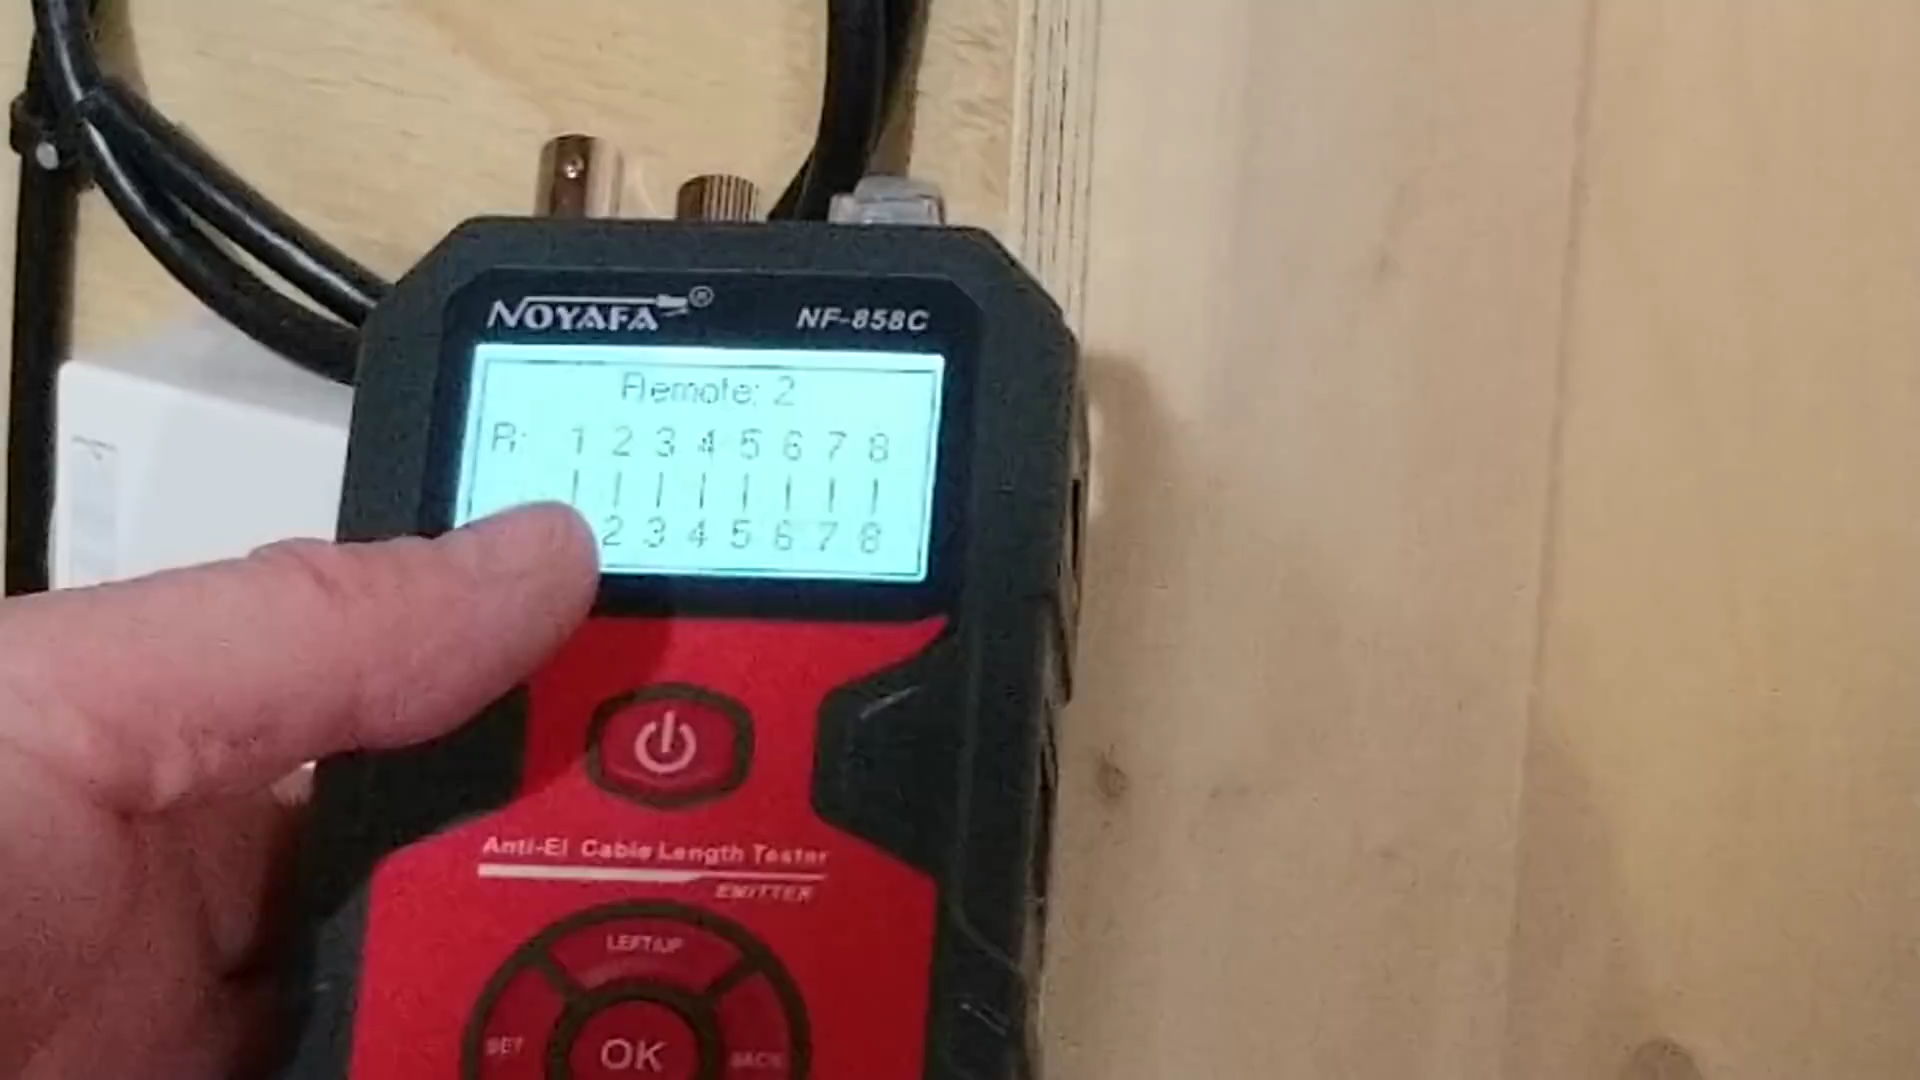 NOYAFA® NF-858C
Remote: 2
R: 1 2 3 4 5 6 7 8
2 3 4 5 6 7 8
Anti-EI Cable Length Tester
EMITTER
LEFT/UP
SET OK BACK